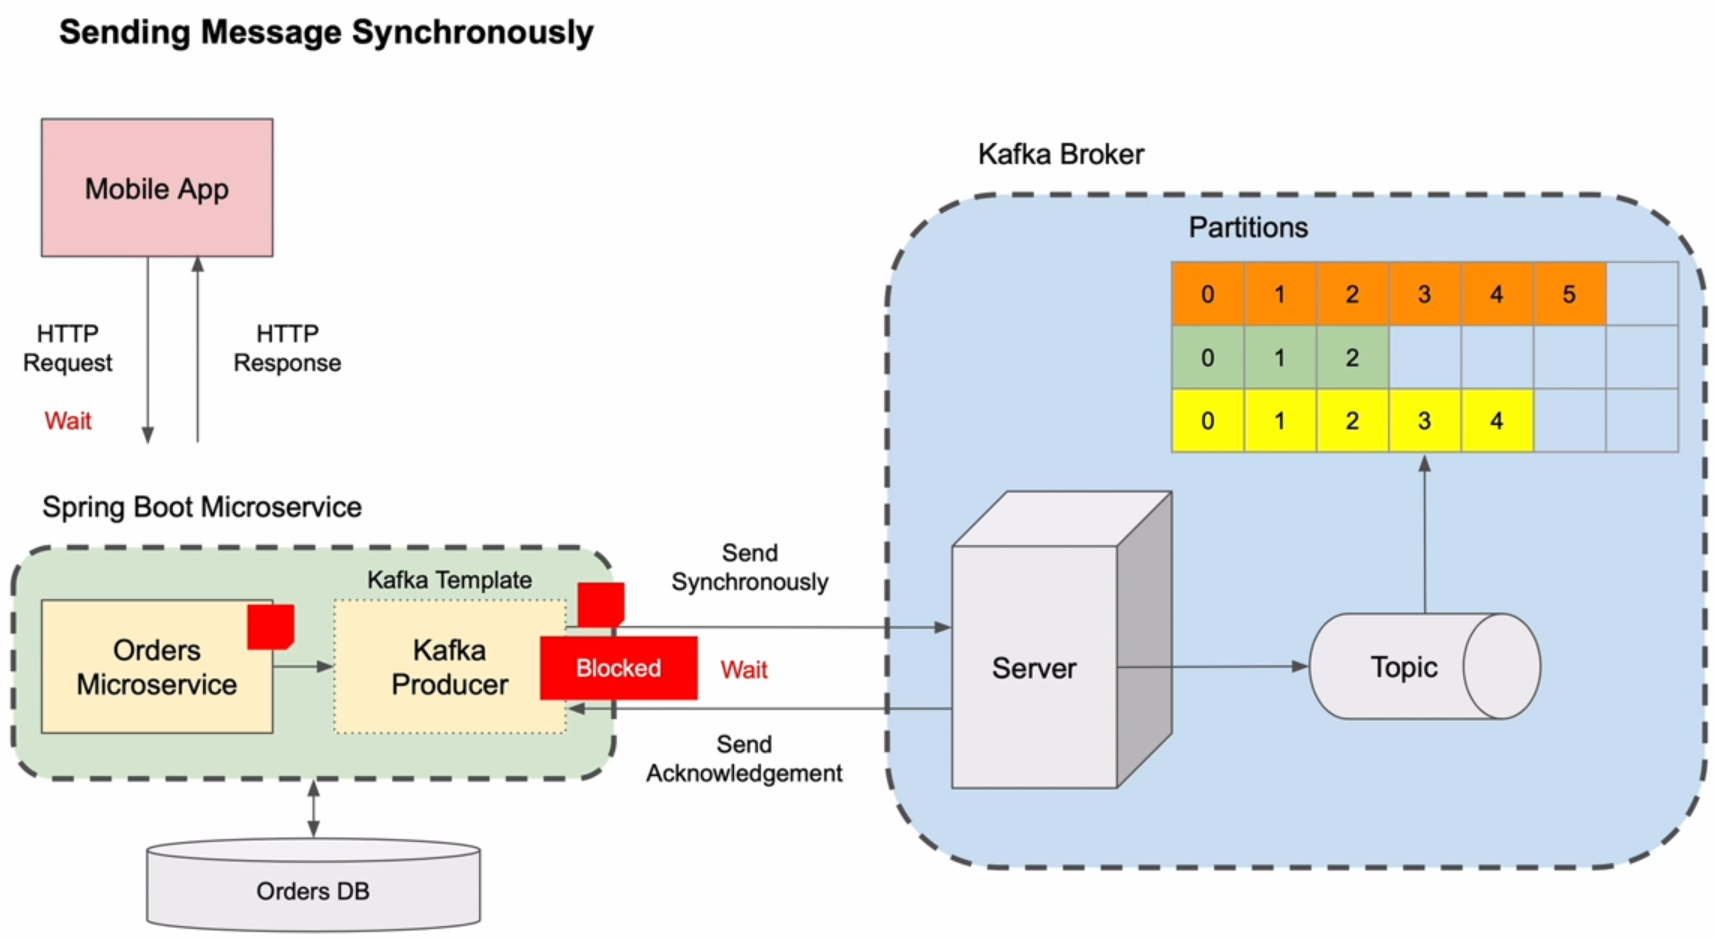 Sending Message Synchronously
Mobile App
HTTP
Request
HTTP
Response
Wait
Spring Boot Microservice
Kafka Template
Orders
Microservice
Kafka
Producer
Blocked
Orders DB
Send
Synchronously
Wait
Send
Acknowledgement
Kafka Broker
Partitions
0 1 2 3 4 5
0 1 2
0 1 2 3 4
Server
Topic